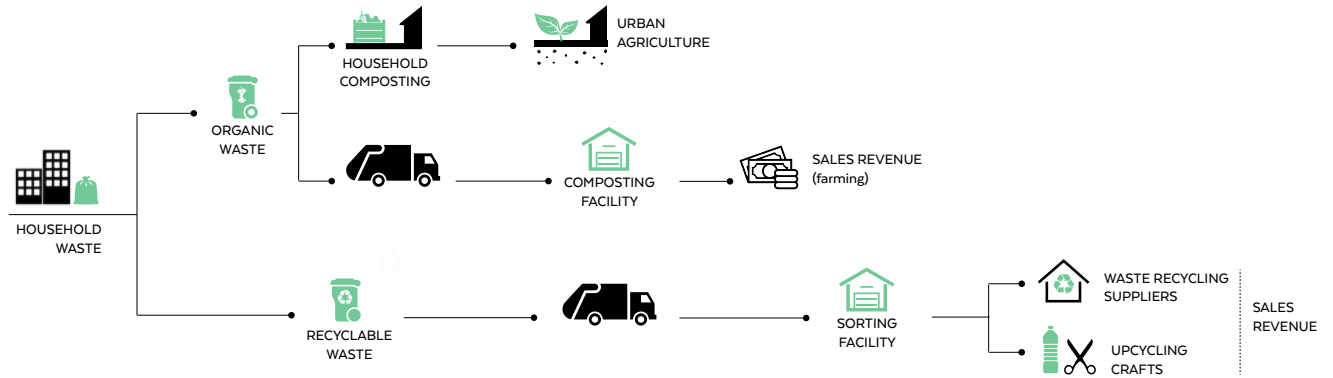 URBAN
AGRICULTURE
HOUSEHOLD
COMPOSTING
ORGANIC
WASTE
SALES REVENUE
(farming)
COMPOSTING
FACILITY
HOUSEHOLD
WASTE
WASTE RECYCLING
SUPPLIERS
SALES
REVENUE
RECYCLABLE
WASTE
SORTING
FACILITY
UPCYCLING
CRAFTS